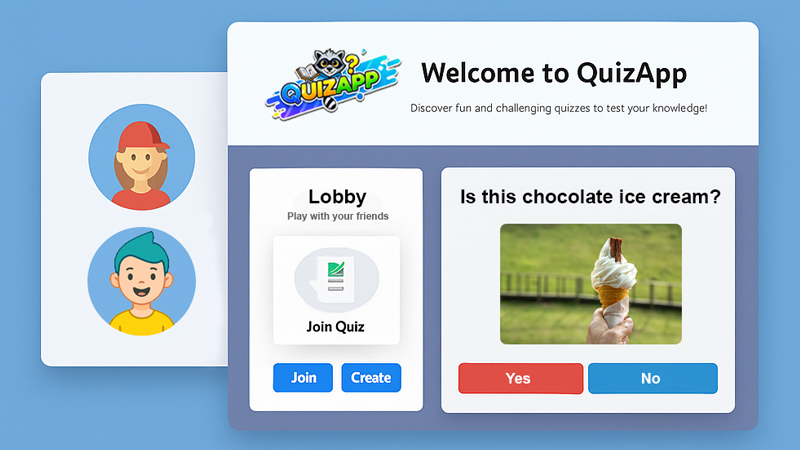 QUIZAPP
Welcome to QuizApp
Discover fun and challenging quizzes to test your knowledge!
Lobby
Play with your friends
Join Quiz
Join
Create
Is this chocolate ice cream?
Yes
No